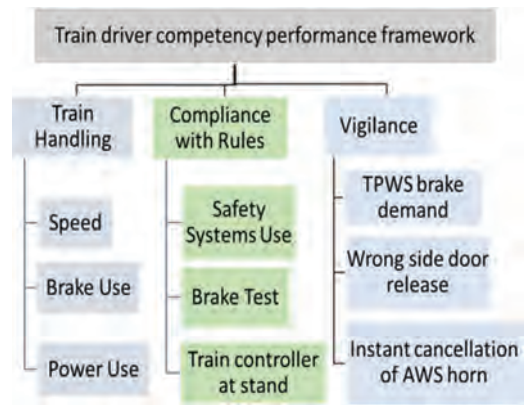 Train driver competency performance framework
Train
Handling
Speed
Brake Use
Power Use
Compliance
with Rules
Safety
Systems Use
Brake Test
Train controller
at stand
Vigilance
TPWS brake
demand
Wrong side door
release
Instant cancellation
of AWS horn